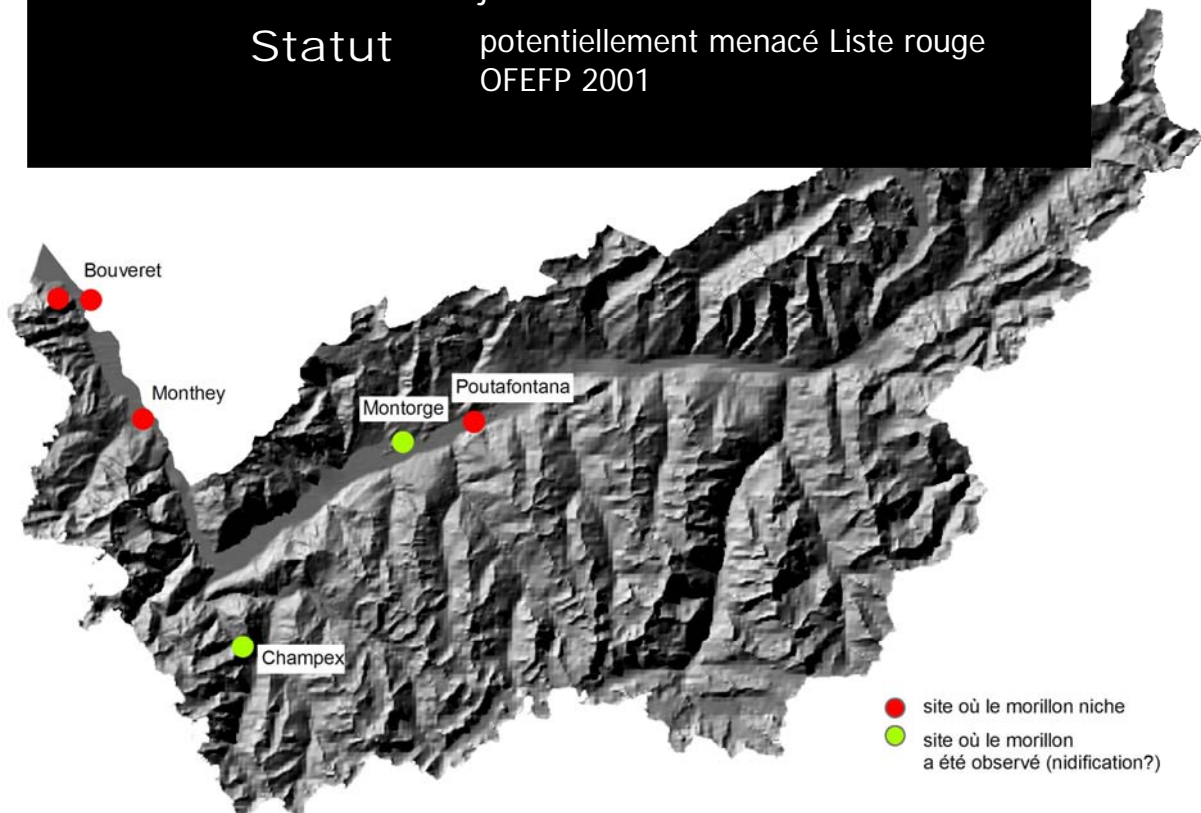 Statut
potentiellement menacé Liste rouge
OFEFP 2001
Bouveret
Monthey
Poutafontana
Montorge
Champex
site où le morillon niche
site où le morillon
a été observé (nidification?)